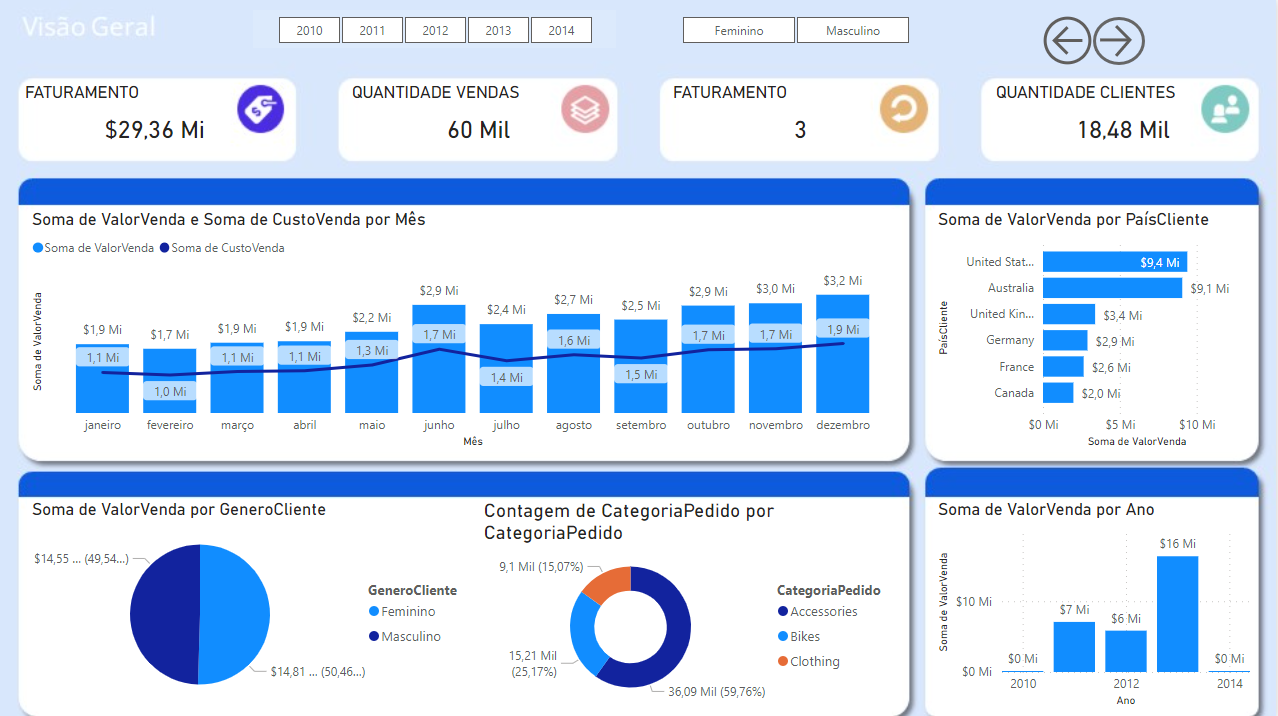 Visão Geral
2010
2011
2012
2013
2014
Feminino
Masculino
FATURAMENTO
$29,36 Mi
QUANTIDADE VENDAS
60 Mil
FATURAMENTO
3
QUANTIDADE CLIENTES
18,48 Mil
Soma de ValorVenda e Soma de CustoVenda por Mês
Soma de ValorVenda
Soma de CustoVenda
Soma de ValorVenda
$1,9 Mi
$1,7 Mi
$1,9 Mi
$1,9 Mi
$2,2 Mi
$2,9 Mi
$2,4 Mi
$2,7 Mi
$2,5 Mi
$2,9 Mi
$3,0 Mi
$3,2 Mi
1,1 Mi
1,0 Mi
1,1 Mi
1,1 Mi
1,3 Mi
1,7 Mi
1,4 Mi
1,6 Mi
1,5 Mi
1,7 Mi
1,7 Mi
1,9 Mi
janeiro
fevereiro
março
abril
maio
junho
julho
agosto
setembro
outubro
novembro
dezembro
Mês
Soma de ValorVenda por PaísCliente
PaísCliente
United Stat...
$9,4 Mi
Australia
$9,1 Mi
United Kin...
$3,4 Mi
Germany
$2,9 Mi
France
$2,6 Mi
Canada
$2,0 Mi
$0 Mi
$5 Mi
$10 Mi
Soma de ValorVenda
Soma de ValorVenda por GeneroCliente
$14,55 ... (49,54...)
$14,81 ... (50,46...)
GeneroCliente
Feminino
Masculino
Contagem de CategoriaPedido por
CategoriaPedido
9,1 Mil (15,07%)
15,21 Mil
(25,17%)
36,09 Mil (59,76%)
CategoriaPedido
Accessories
Bikes
Clothing
Soma de ValorVenda por Ano
Soma de ValorVenda
$10 Mi
$0 Mi
$0 Mi
$7 Mi
$6 Mi
$16 Mi
$0 Mi
2010
2012
2014
Ano